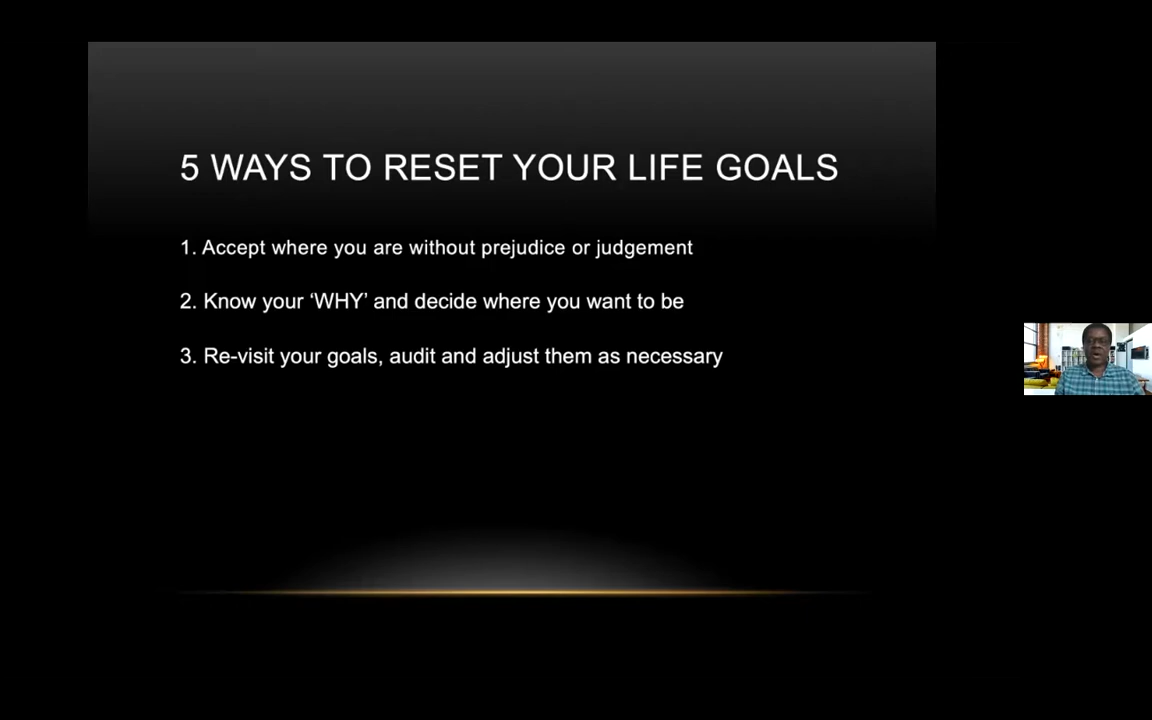 5 WAYS TO RESET YOUR LIFE GOALS
1. Accept where you are without prejudice or judgement
2. Know your ‘WHY’ and decide where you want to be
3. Re-visit your goals, audit and adjust them as necessary